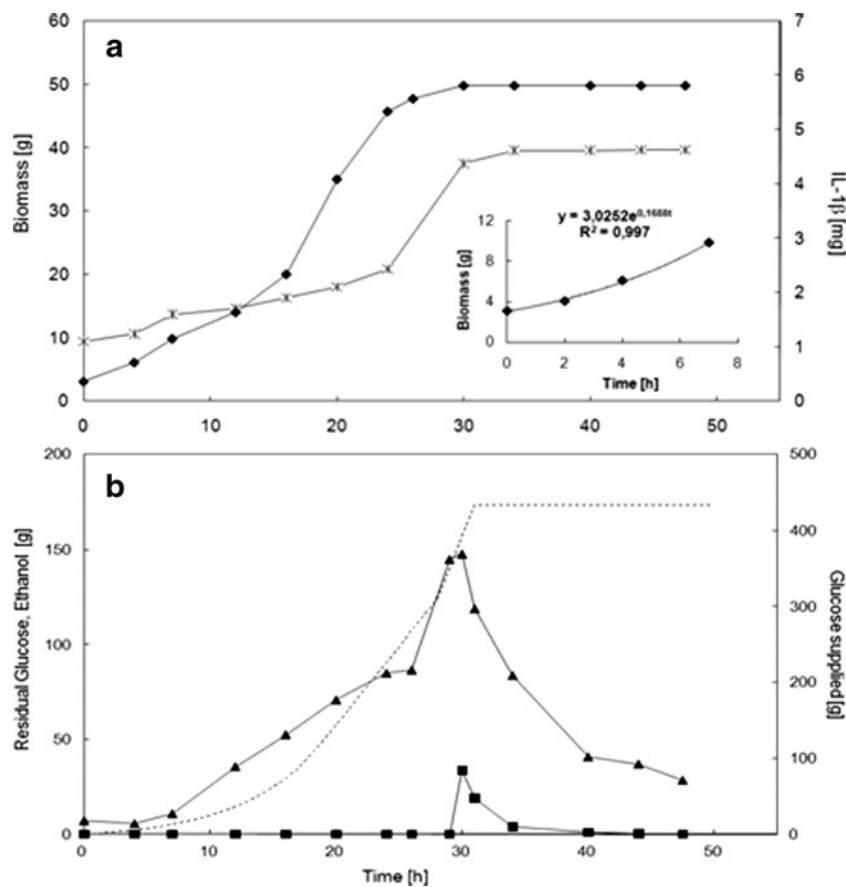 a
60
50
40
30
20
10
0
Biomass [g]
7
6
5
4
3
2
1
0
IL-1β [mg]
y = 3,0252e^0,1688t
R² = 0,997
12
8
4
0
Biomass [g]
0 2 4 6 8
Time [h]
0 10 20 30 40 50
b
200
150
100
50
0
Residual Glucose, Ethanol [g]
500
400
300
200
100
0
Glucose supplied[g]
0 10 20 30 40 50
Time [h]